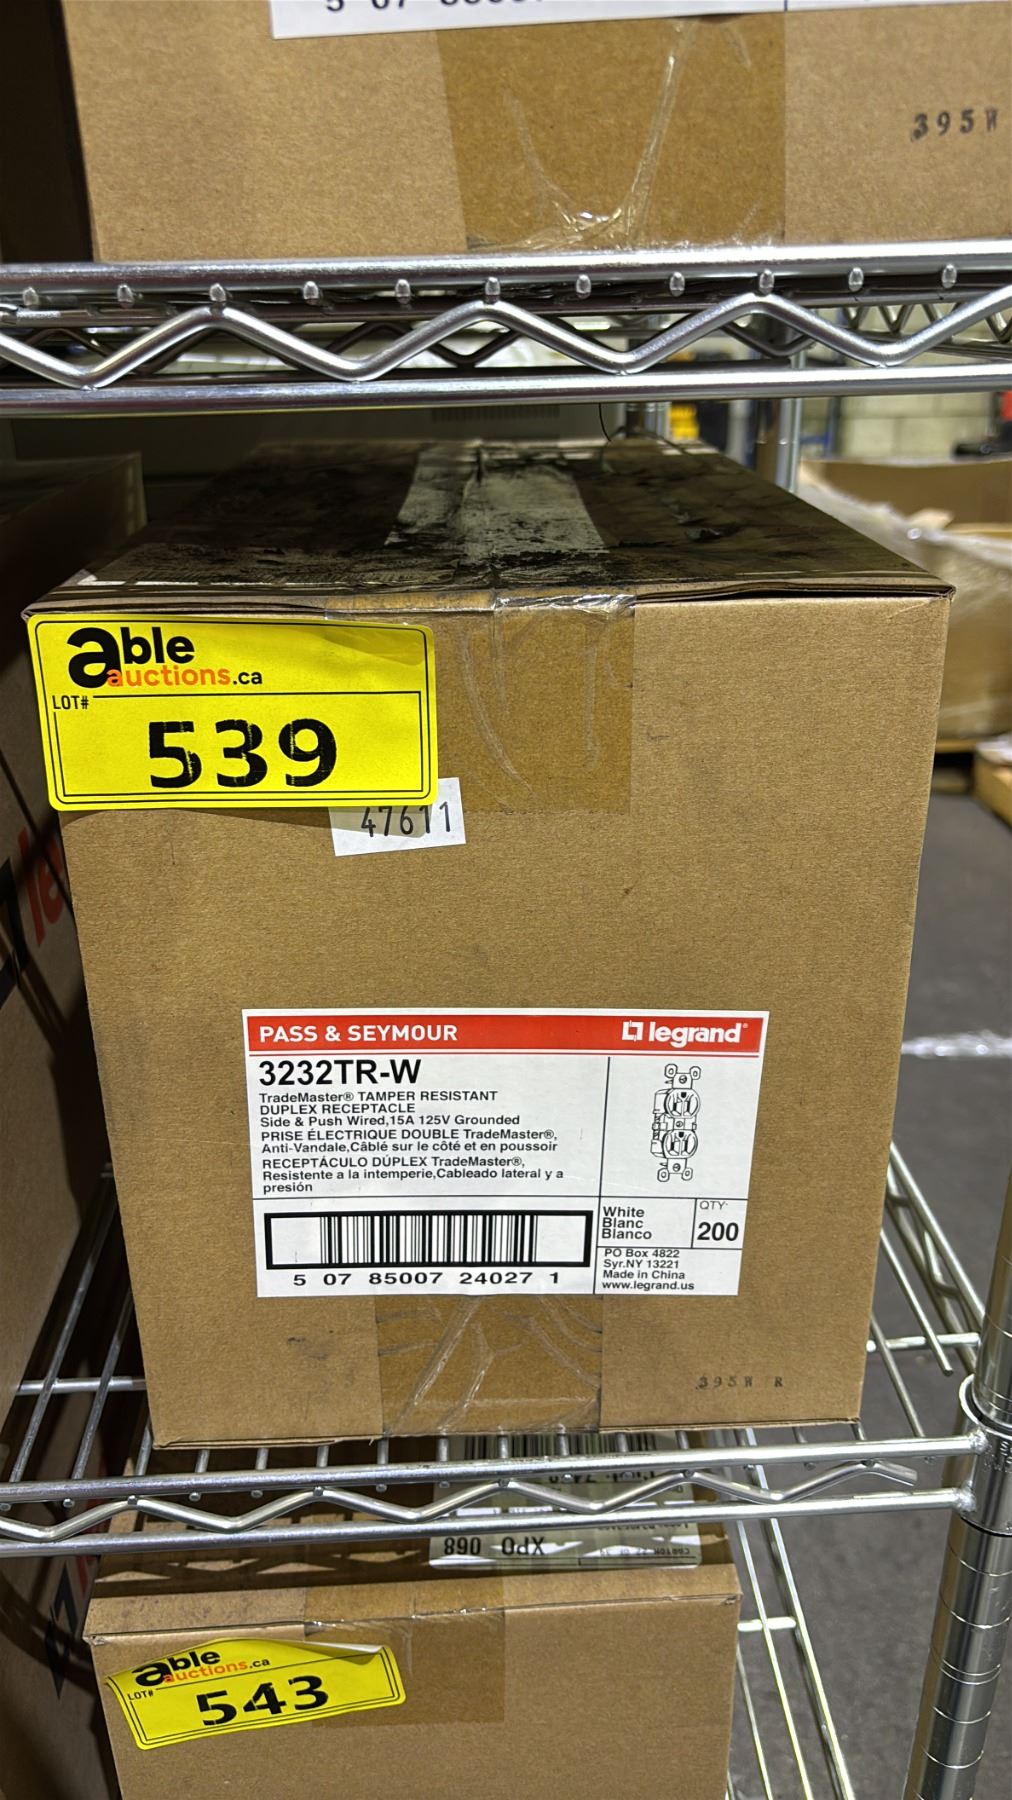 395W
able
auctions.ca
LOT#
539
47611
PASS & SEYMOUR
legrand®
3232TR-W
TradeMaster® TAMPER RESISTANT
DUPLEX RECEPTACLE
Side & Push Wired,15A 125V Grounded
PRISE ÉLECTRIQUE DOUBLE TradeMaster®,
Anti-Vandale,Câblé sur le côté et en poussoir
RECEPTÁCULO DÚPLEX TradeMaster®,
Resistente a la intemperie,Cableado lateral y a
presión
White
Blanc
Blanco
QTY·
200
PO Box 4822
Syr.NY 13221
Made in China
www.legrand.us
5 07 85007 24027 1
395W R
XPO 068
able
auctions.ca
LOT#
543